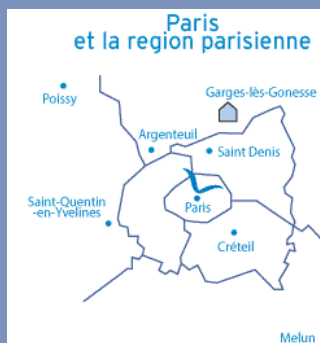 Paris
et la region parisienne
Garges-lès-Gonesse
Poissy
Argenteuil
Saint Denis
Saint-Quentin
-en-Yvelines
Paris
Créteil
Melun